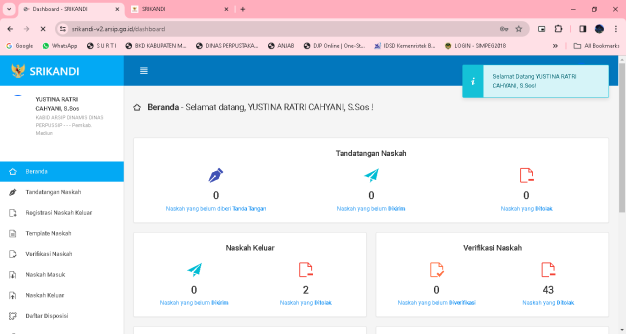 Dashboard - SRIKANDI
SRIKANDI
srikandi-v2.arsip.go.id/dashboard
Google
WhatsApp
S U R T I
BKD KABUPATEN M...
DINAS PERPUSTAKA...
ANJAB
DJP Online | One-St...
IDSD Kemenristek B...
LOGIN - SIMPEG2018
All Bookmarks
SRIKANDI
Selamat Datang YUSTINA RATRI
CAHYANI, S.Sos!
YUSTINA RATRI
CAHYANI, S.Sos
KABID ARSIP DINAMIS DINAS
PERPUSSIP --- Pemkab.
Madiun
Beranda - Selamat datang, YUSTINA RATRI CAHYANI, S.Sos !
Beranda
Tandatangan Naskah
Registrasi Naskah Keluar
Template Naskah
Verifikasi Naskah
Naskah Masuk
Naskah Keluar
Daftar Disposisi
Tandatangan Naskah
0
Naskah yang belum diberi Tanda Tangan
0
Naskah yang belum Dikirim
0
Naskah yang Ditolak
Naskah Keluar
0
Naskah yang belum Dikirim
2
Naskah yang Ditolak
Verifikasi Naskah
0
Naskah yang belum Diverifikasi
43
Naskah yang Ditolak